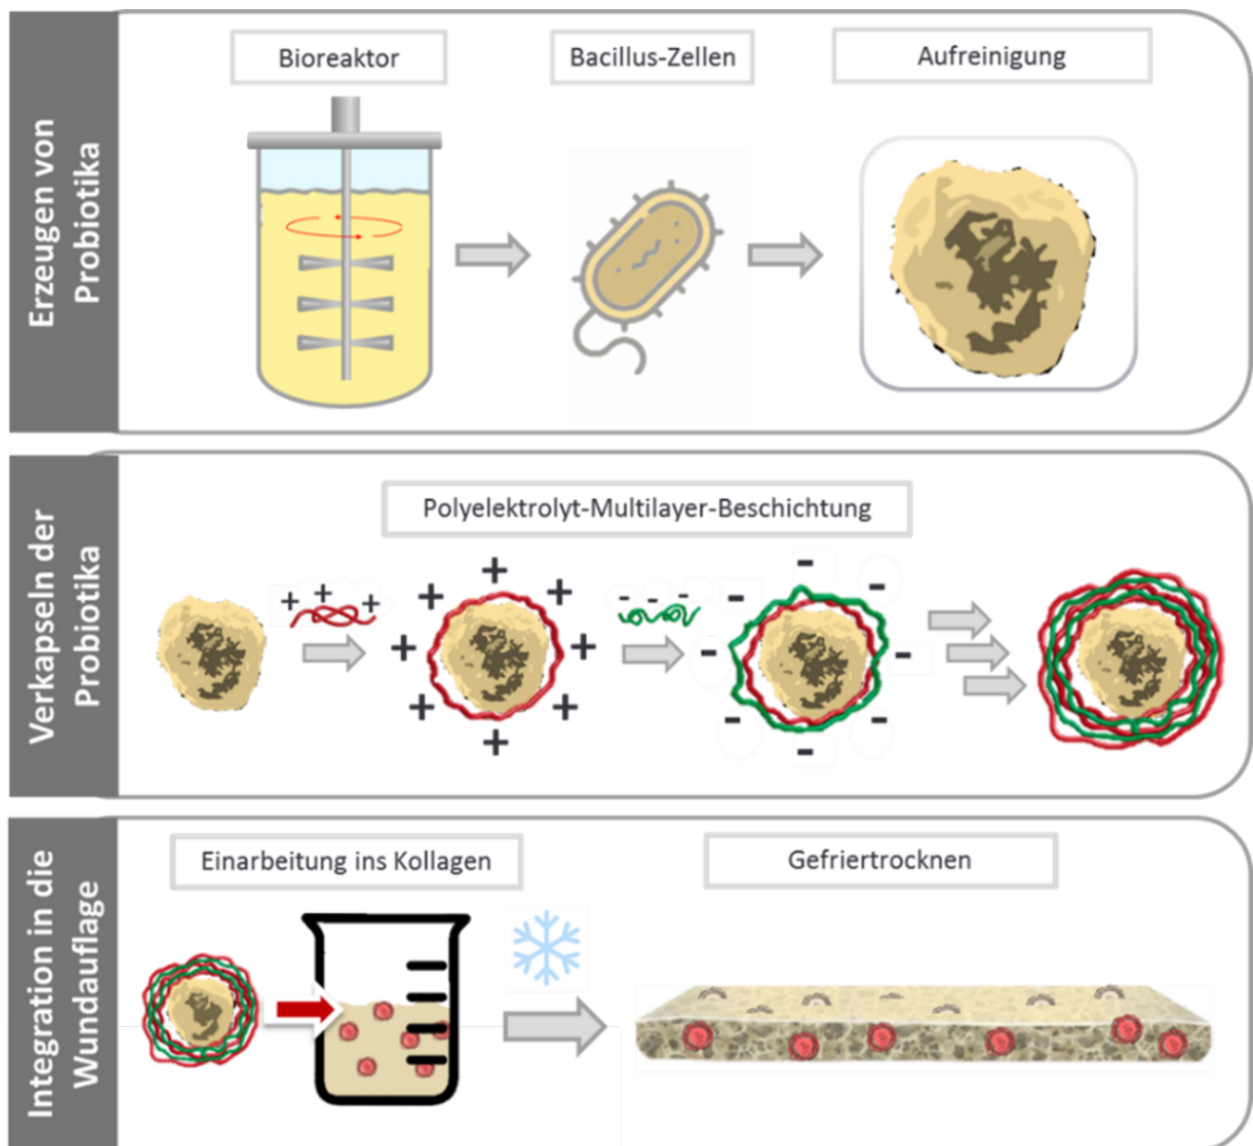 Erzeugen von
Probiotika
Bioreaktor
Bacillus-Zellen
Aufreinigung
Verkapseln der
Probiotika
Polyelektrolyt-Multilayer-Beschichtung
+ + +
+ + + + + + + +
- - -
- - - - - - - -
Integration in die
Wundauflage
Einarbeitung ins Kollagen
Gefriertrocknen